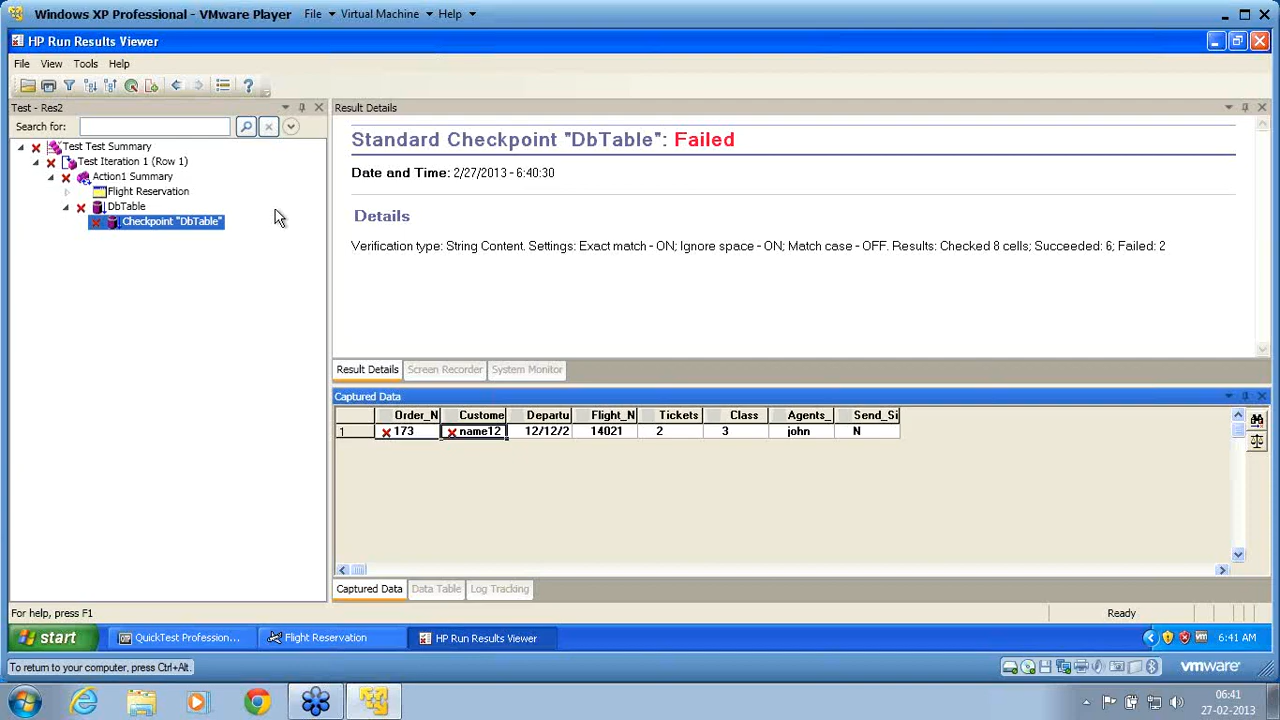 Windows XP Professional - VMware Player File Virtual Machine Help
HP Run Results Viewer
File View Tools Help
Test - Res2
Search for:
Test Test Summary
Test Iteration 1 (Row 1)
Action1 Summary
Flight Reservation
DbTable
Checkpoint "DbTable"
Result Details
Standard Checkpoint "DbTable": Failed
Date and Time: 2/27/2013 - 6:40:30
Details
Verification type: String Content. Settings: Exact match - ON; Ignore space - ON; Match case - OFF. Results: Checked 8 cells; Succeeded: 6; Failed: 2
Result Details Screen Recorder System Monitor
Captured Data
Order_N Custome Departu Flight_N Tickets Class Agents_ Send_Si
1 173 name12 12/12/2 14021 2 3 john N
Captured Data Data Table Log Tracking
For help, press F1 Ready
start QuickTest Profession... Flight Reservation HP Run Results Viewer 6:41 AM
To return to your computer, press Ctrl+Alt. vmware
06:41
27-02-2013